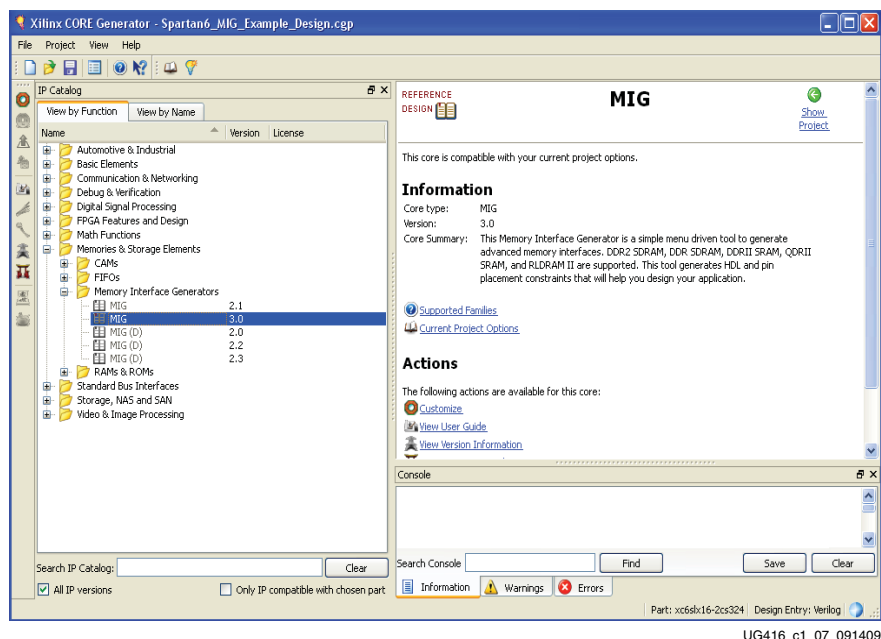 Xilinx CORE Generator - Spartan6_MIG_Example_Design.cgp
File Project View Help
IP Catalog
View by Function View by Name
Name Version License
Automotive & Industrial
Basic Elements
Communication & Networking
Debug & Verification
Digital Signal Processing
FPGA Features and Design
Math Functions
Memories & Storage Elements
CAMs
FIFOs
Memory Interface Generators
MIG 2.1
MIG 3.0
MIG (D) 2.0
MIG (D) 2.2
MIG (D) 2.3
RAMs & ROMs
Standard Bus Interfaces
Storage, NAS and SAN
Video & Image Processing
Search IP Catalog: Clear
All IP versions Only IP compatible with chosen part
REFERENCE
DESIGN
MIG
Show
Project
This core is compatible with your current project options.
Information
Core type: MIG
Version: 3.0
Core Summary: This Memory Interface Generator is a simple menu driven tool to generate
advanced memory interfaces. DDR2 SDRAM, DDR SDRAM, DDRII SRAM, QDRII
SRAM, and RLDRAM II are supported. This tool generates HDL and pin
placement constraints that will help you design your application.
Supported Families
Current Project Options
Actions
The following actions are available for this core:
Customize
View User Guide
View Version Information
Console
Search Console Find Save Clear
Information Warnings Errors
Part: xc6slx16-2cs324 Design Entry: Verilog
UG416_c1_07_091409